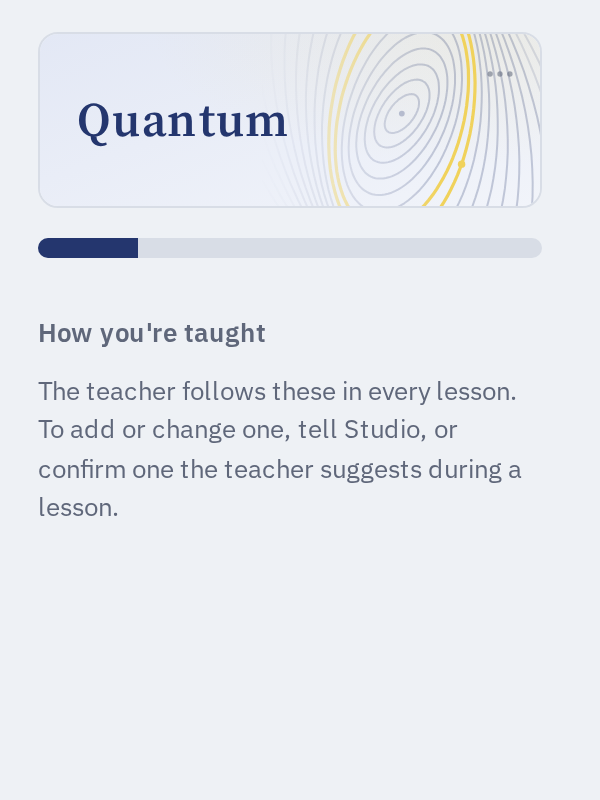 Quantum
How you're taught
The teacher follows these in every lesson.
To add or change one, tell Studio, or
confirm one the teacher suggests during a
lesson.